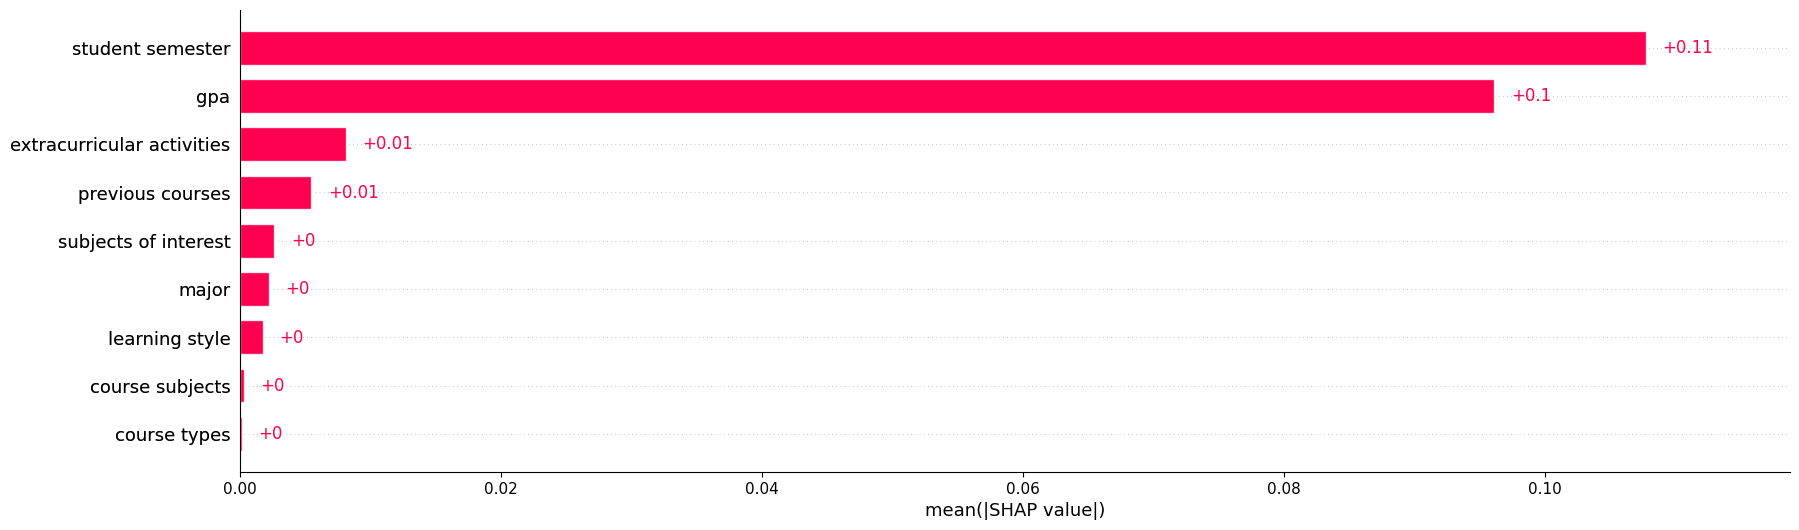 student semester +0.11
gpa +0.1
extracurricular activities +0.01
previous courses +0.01
subjects of interest +0
major +0
learning style +0
course subjects +0
course types +0
0.00 0.02 0.04 0.06 0.08 0.10
mean(|SHAP value|)